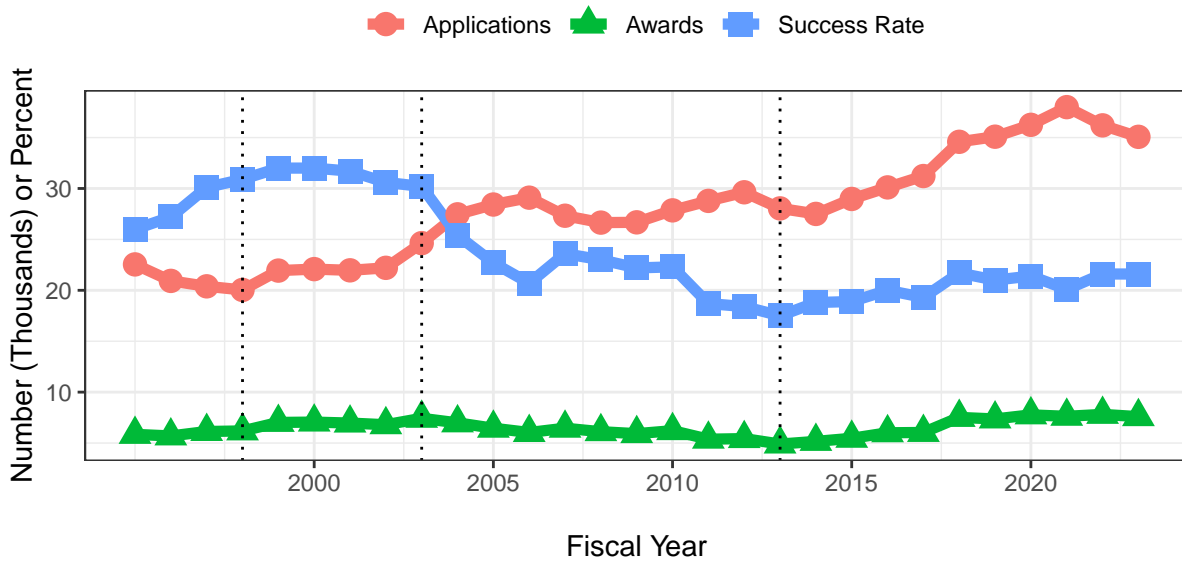 Applications Awards Success Rate
Number (Thousands) or Percent
30
20
10
2000 2005 2010 2015 2020
Fiscal Year